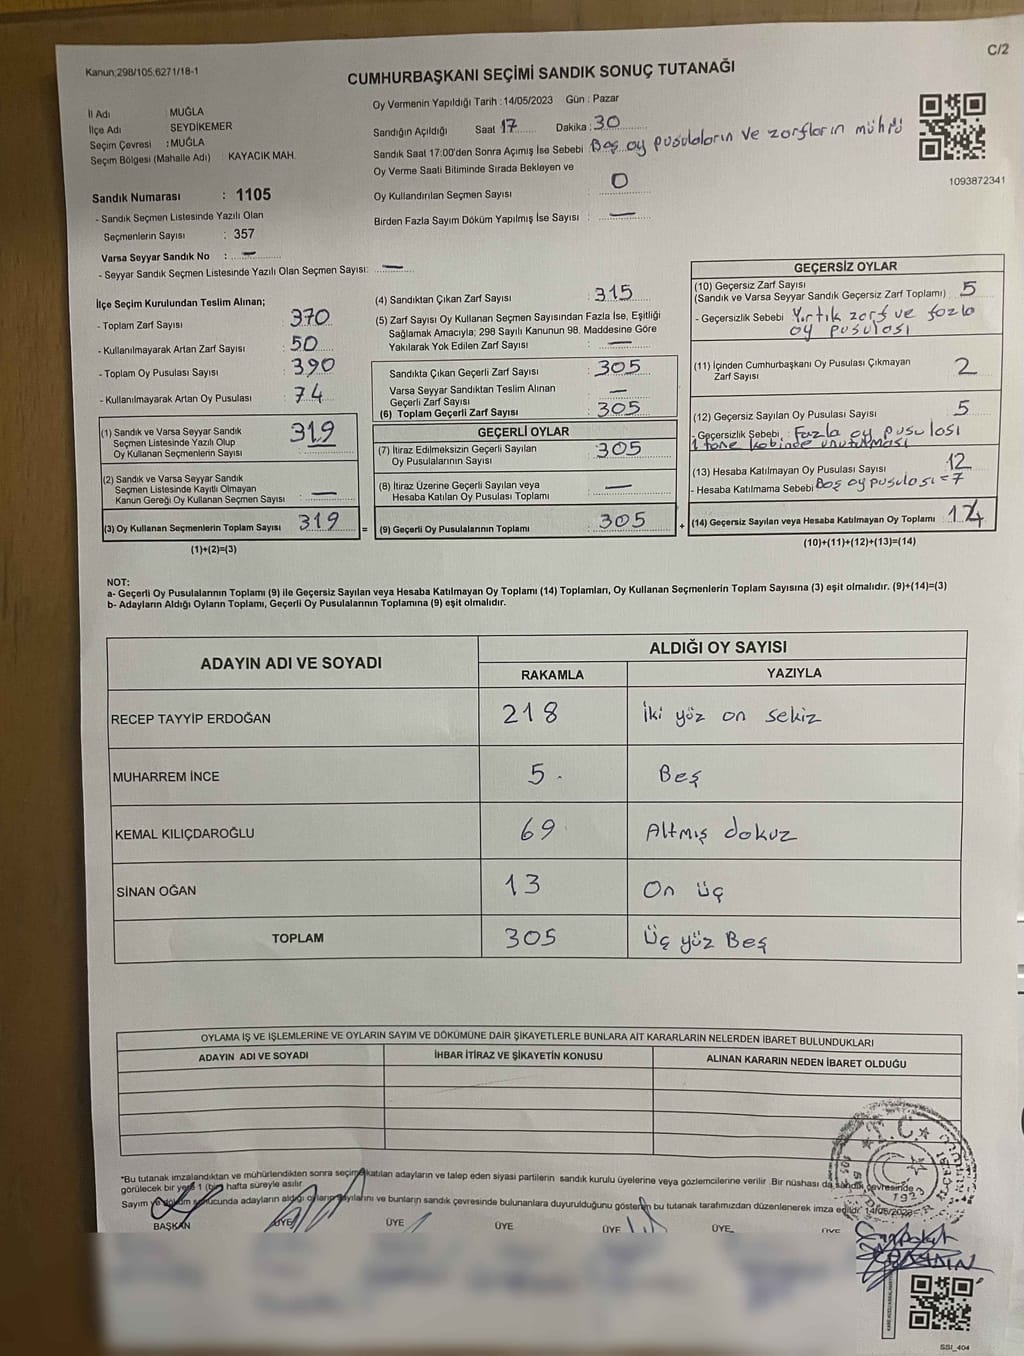 C/2
Kanun;298/105.6271/18-1
CUMHURBAŞKANI SEÇİMİ SANDIK SONUÇ TUTANAĞI
İl Adı : MUĞLA
İlçe Adı : SEYDİKEMER
Seçim Çevresi : MUĞLA
Seçim Bölgesi (Mahalle Adı) : KAYACIK MAH.
Oy Vermenin Yapıldığı Tarih : 14/05/2023 Gün : Pazar
Sandığın Açıldığı Saat 17 Dakika : 30
Sandık Saat 17:00'den Sonra Açımış İse Sebebi Boş oy pusulaların ve zarfların mührü
Oy Verme Saati Bitiminde Sırada Bekleyen ve
Oy Kullandırılan Seçmen Sayısı : 0
Birden Fazla Sayım Döküm Yapılmış İse Sayısı : —
1093872341
Sandık Numarası : 1105
- Sandık Seçmen Listesinde Yazılı Olan
Seçmenlerin Sayısı : 357
Varsa Seyyar Sandık No : —
- Seyyar Sandık Seçmen Listesinde Yazılı Olan Seçmen Sayısı: —
İlçe Seçim Kurulundan Teslim Alınan;
- Toplam Zarf Sayısı : 370
- Kullanılmayarak Artan Zarf Sayısı : 50
- Toplam Oy Pusulası Sayısı : 390
- Kullanılmayarak Artan Oy Pusulası : 74
(1) Sandık ve Varsa Seyyar Sandık
Seçmen Listesinde Yazılı Olup
Oy Kullanan Seçmenlerin Sayısı : 319
(2) Sandık ve Varsa Seyyar Sandık
Seçmen Listesinde Kayıtlı Olmayan
Kanun Gereği Oy Kullanan Seçmen Sayısı : —
(3) Oy Kullanan Seçmenlerin Toplam Sayısı : 319 =
(1)+(2)=(3)
(4) Sandıktan Çıkan Zarf Sayısı : 315
(5) Zarf Sayısı Oy Kullanan Seçmen Sayısından Fazla İse, Eşitliği
Sağlamak Amacıyla; 298 Sayılı Kanunun 98. Maddesine Göre
Yakılarak Yok Edilen Zarf Sayısı : —
Sandıkta Çıkan Geçerli Zarf Sayısı : 305
Varsa Seyyar Sandıktan Teslim Alınan
Geçerli Zarf Sayısı : —
(6) Toplam Geçerli Zarf Sayısı : 305
GEÇERLİ OYLAR
(7) İtiraz Edilmeksizin Geçerli Sayılan
Oy Pusulalarının Sayısı : 305
(8) İtiraz Üzerine Geçerli Sayılan veya
Hesaba Katılan Oy Pusulası Toplamı : —
(9) Geçerli Oy Pusulalarının Toplamı : 305 +
GEÇERSİZ OYLAR
(10) Geçersiz Zarf Sayısı
(Sandık ve Varsa Seyyar Sandık Geçersiz Zarf Toplamı) : 5
- Geçersizlik Sebebi : Yırtık zarf ve fazla
oy pusulası
(11) İçinden Cumhurbaşkanı Oy Pusulası Çıkmayan
Zarf Sayısı : 2
(12) Geçersiz Sayılan Oy Pusulası Sayısı : 5
- Geçersizlik Sebebi : Fazla oy pusulası
1 tane kabinde unutulması
(13) Hesaba Katılmayan Oy Pusulası Sayısı : 12
- Hesaba Katılmama Sebebi Boş oy pusulası = 7
(14) Geçersiz Sayılan veya Hesaba Katılmayan Oy Toplamı :
(10)+(11)+(12)+(13)=(14)
NOT:
a- Geçerli Oy Pusulalarının Toplamı (9) ile Geçersiz Sayılan veya Hesaba Katılmayan Oy Toplamı (14) Toplamları, Oy Kullanan Seçmenlerin Toplam Sayısına (3) eşit olmalıdır. (9)+(14)=(3)
b- Adayların Aldığı Oyların Toplamı, Geçerli Oy Pusulalarının Toplamına (9) eşit olmalıdır.
ADAYIN ADI VE SOYADI ALDIĞI OY SAYISI
RAKAMLA YAZIYLA
RECEP TAYYİP ERDOĞAN 218 İki yüz on sekiz
MUHARREM İNCE 5 Beş
KEMAL KILIÇDAROĞLU 69 Altmış dokuz
SİNAN OĞAN 13 On üç
TOPLAM 305 Üç yüz Beş
OYLAMA İŞ VE İŞLEMLERİNE VE OYLARIN SAYIM VE DÖKÜMÜNE DAİR ŞİKAYETLERLE BUNLARA AİT KARARLARIN NELERDEN İBARET BULUNDUKLARI
ADAYIN ADI VE SOYADI İHBAR İTİRAZ VE ŞİKAYETİN KONUSU ALINAN KARARIN NEDEN İBARET OLDUĞU
*Bu tutanak imzalandıktan ve mühürlendikten sonra seçime katılan adayların ve talep eden siyasi partilerin sandık kurulu üyelerine veya gözlemcilerine verilir. Bir nüshası da sandık çevresinde
görülecek bir yere 1 (bir) hafta süreyle asılır.
Sayım ve döküm sonucunda adayların aldığı oyların sayılarını ve bunların sandık çevresinde bulunanlara duyurulduğunu gösteren bu tutanak tarafımızdan düzenlenerek imza edildi. 14/05/2023
T.C.
1923
BAŞKAN ÜYE ÜYE ÜYE ÜYE ÜYE ÜYE
SSI_404